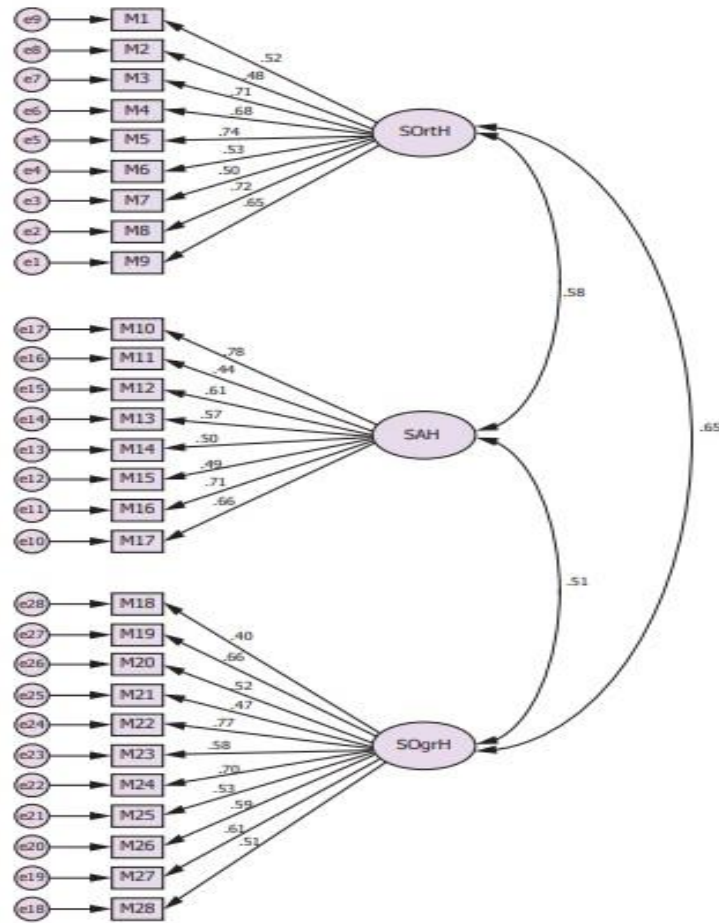 e9 M1
.52
e8 M2
.48
e7 M3
.71
e6 M4
.68
SOrtH
e5 M5
.74
e4 M6
.53
e3 M7
.50
e2 M8
.72
e1 M9
.65
.58
e17 M10
.78
e16 M11
.44
e15 M12
.61
e14 M13
.57
SAH
.65
e13 M14
.50
e12 M15
.49
e11 M16
.71
e10 M17
.66
.51
e28 M18
.40
e27 M19
.66
e26 M20
.52
e25 M21
.47
e24 M22
.77
SOgrH
e23 M23
.58
e22 M24
.70
e21 M25
.53
e20 M26
.59
e19 M27
.61
e18 M28
.51